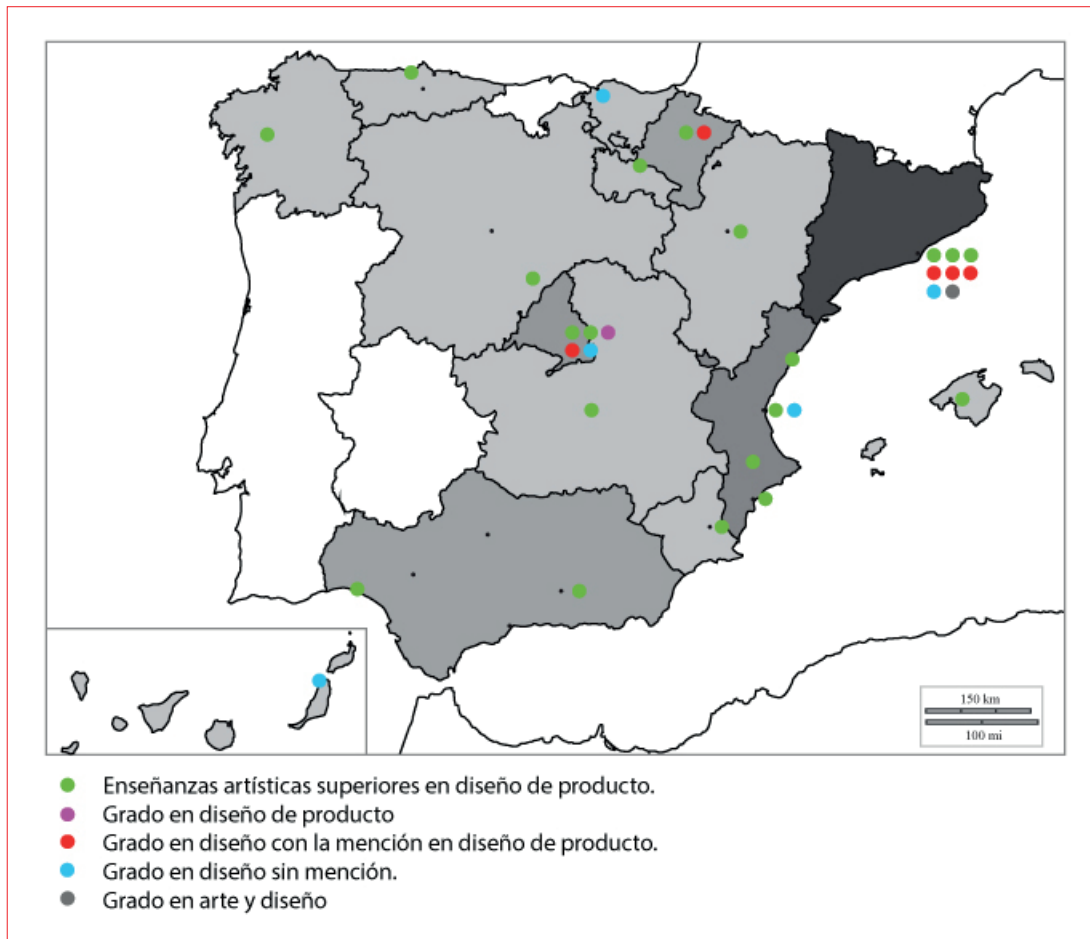 150 km
100 mi
Enseñanzas artísticas superiores en diseño de producto.
Grado en diseño de producto
Grado en diseño con la mención en diseño de producto.
Grado en diseño sin mención.
Grado en arte y diseño